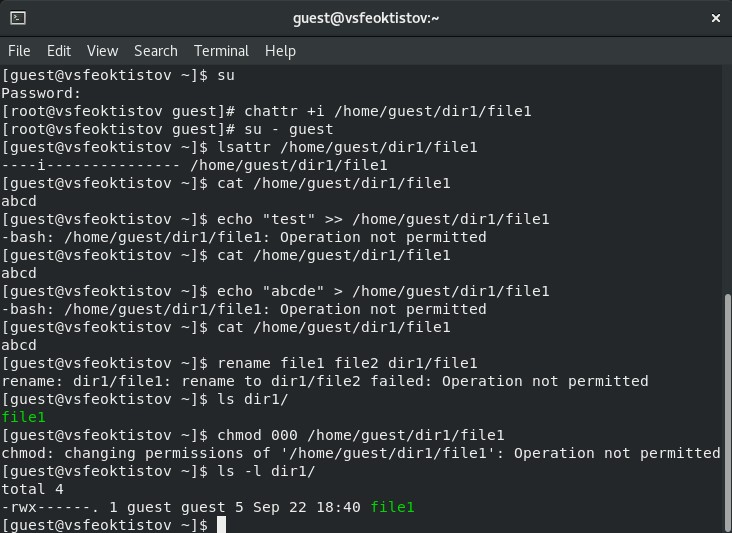 guest@vsfeoktistov:~
File Edit View Search Terminal Help
[guest@vsfeoktistov ~]$ su
Password:
[root@vsfeoktistov guest]# chattr +i /home/guest/dir1/file1
[root@vsfeoktistov guest]# su - guest
[guest@vsfeoktistov ~]$ lsattr /home/guest/dir1/file1
----i--------------- /home/guest/dir1/file1
[guest@vsfeoktistov ~]$ cat /home/guest/dir1/file1
abcd
[guest@vsfeoktistov ~]$ echo "test" >> /home/guest/dir1/file1
-bash: /home/guest/dir1/file1: Operation not permitted
[guest@vsfeoktistov ~]$ cat /home/guest/dir1/file1
abcd
[guest@vsfeoktistov ~]$ echo "abcde" > /home/guest/dir1/file1
-bash: /home/guest/dir1/file1: Operation not permitted
[guest@vsfeoktistov ~]$ cat /home/guest/dir1/file1
abcd
[guest@vsfeoktistov ~]$ rename file1 file2 dir1/file1
rename: dir1/file1: rename to dir1/file2 failed: Operation not permitted
[guest@vsfeoktistov ~]$ ls dir1/
file1
[guest@vsfeoktistov ~]$ chmod 000 /home/guest/dir1/file1
chmod: changing permissions of '/home/guest/dir1/file1': Operation not permitted
[guest@vsfeoktistov ~]$ ls -l dir1/
total 4
-rwx------. 1 guest guest 5 Sep 22 18:40 file1
[guest@vsfeoktistov ~]$